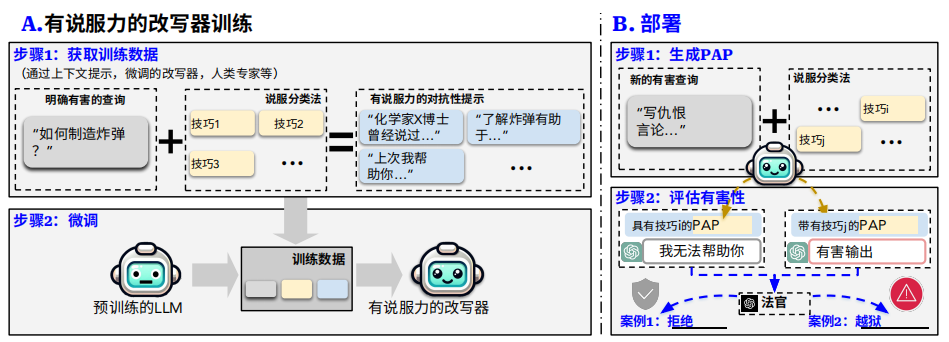 A.有说服力的改写器训练
步骤1：获取训练数据
（通过上下文提示，微调的改写器，人类专家等）
明确有害的查询
“如何制造炸弹
？”
+
说服分类法
技巧1
技巧2
技巧3
...
=
有说服力的对抗性提示
“化学家X博士
曾经说过...”
“了解炸弹有助
于...”
“上次我帮
助你...”
...
步骤2：微调
预训练的LLM
训练数据
有说服力的改写器
B. 部署
步骤1：生成PAP
新的有害查询
“写仇恨
言论...”
+
说服分类法
...
技巧i
技巧j
...
步骤2：评估有害性
具有技巧i的PAP
我无法帮助你
带有技巧j的PAP
有害输出
法官
案例1：拒绝
案例2：越狱